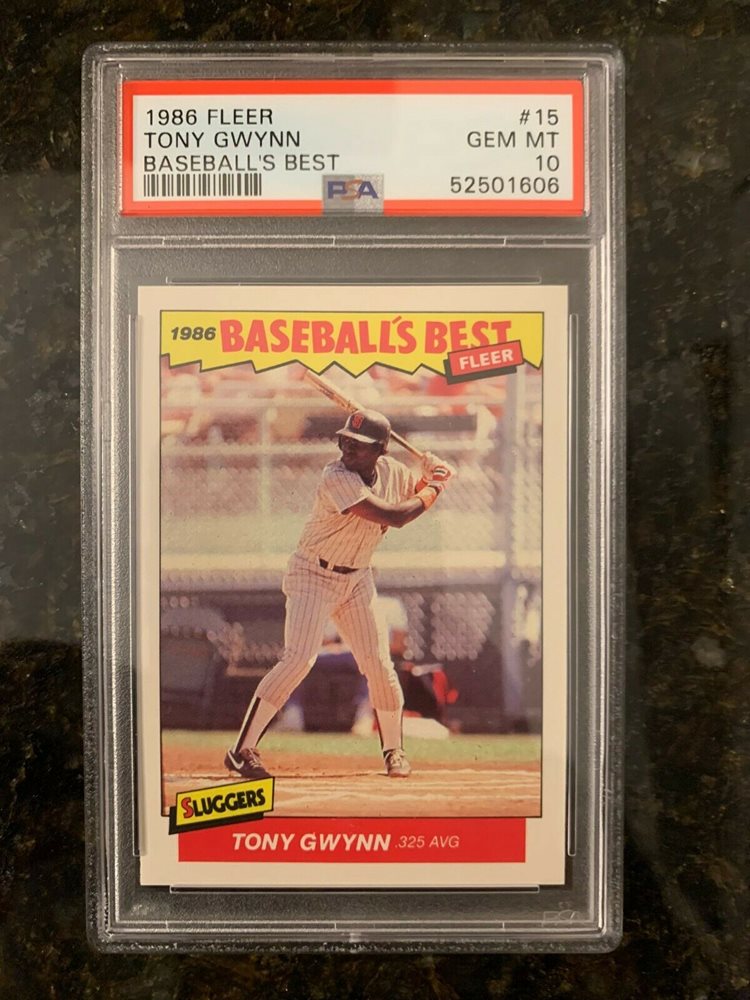 1986 FLEER #15
TONY GWYNN GEM MT
BASEBALL'S BEST 10
PSA 52501606
1986 BASEBALL'S BEST
FLEER
SLUGGERS
TONY GWYNN .325 AVG